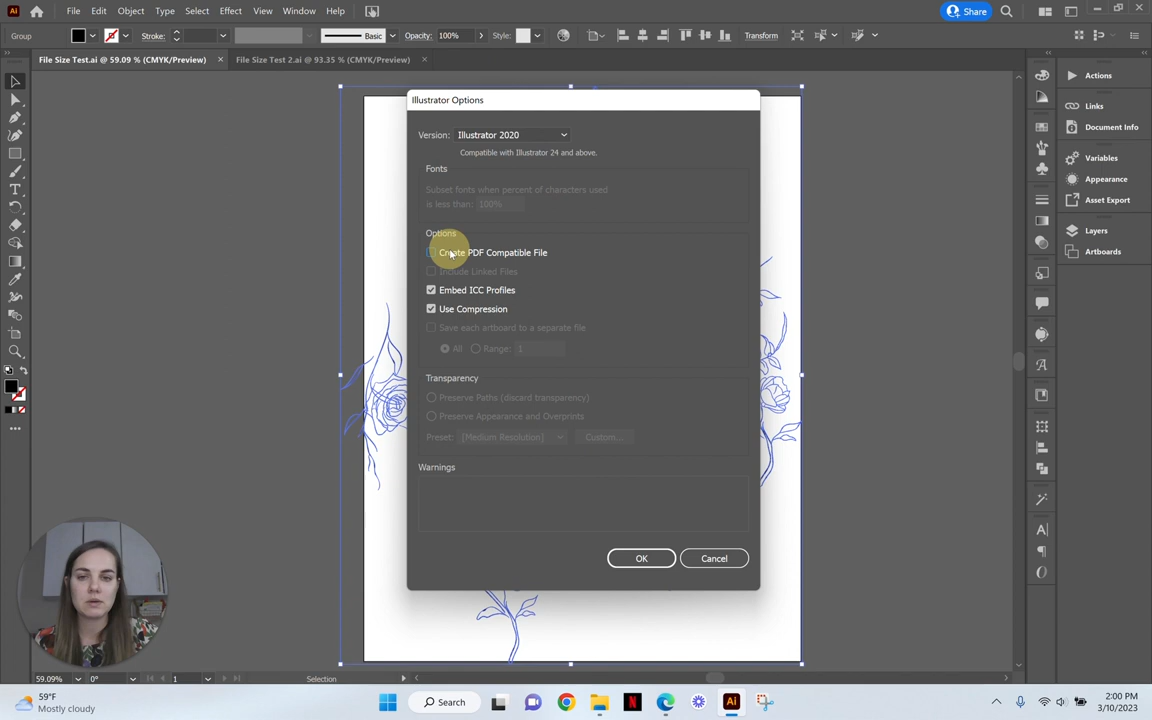 Ai File Edit Object Type Select Effect View Window Help Share
Group Stroke: Basic Opacity: 100% Style: Transform
File Size Test.ai @ 59.09 % (CMYK/Preview) × File Size Test 2.ai @ 93.35 % (CMYK/Preview) ×
Illustrator Options
Version: Illustrator 2020
Compatible with Illustrator 24 and above.
Fonts
Subset fonts when percent of characters used
is less than: 100%
Options
Create PDF Compatible File
Include Linked Files
Embed ICC Profiles
Use Compression
Save each artboard to a separate file
All Range: 1
Transparency
Preserve Paths (discard transparency)
Preserve Appearance and Overprints
Preset: [Medium Resolution] Custom...
Warnings
OK Cancel
Actions
Links
Document Info
Variables
Appearance
Asset Export
Layers
Artboards
59.09% 0° 1 Selection
59°F
Mostly cloudy
Search
Ai
2:00 PM
3/10/2023